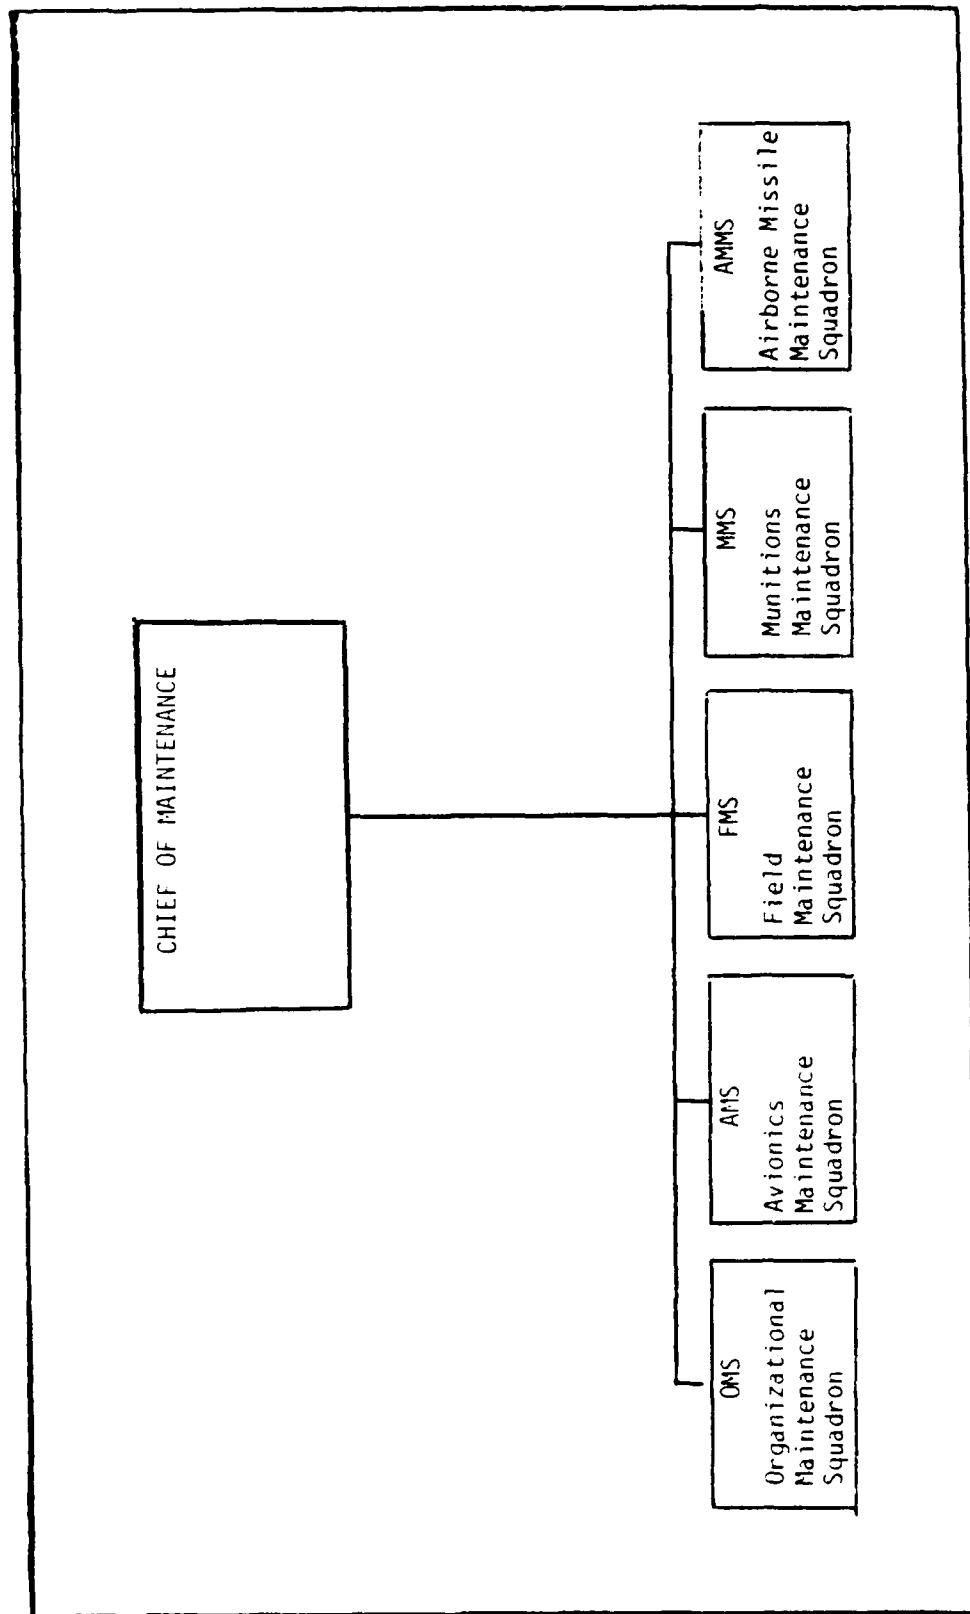 CHIEF OF MAINTENANCE
OMS
Organizational
Maintenance
Squadron
AMS
Avionics
Maintenance
Squadron
FMS
Field
Maintenance
Squadron
MMS
Munitions
Maintenance
Squadron
AMMS
Airborne Missile
Maintenance
Squadron